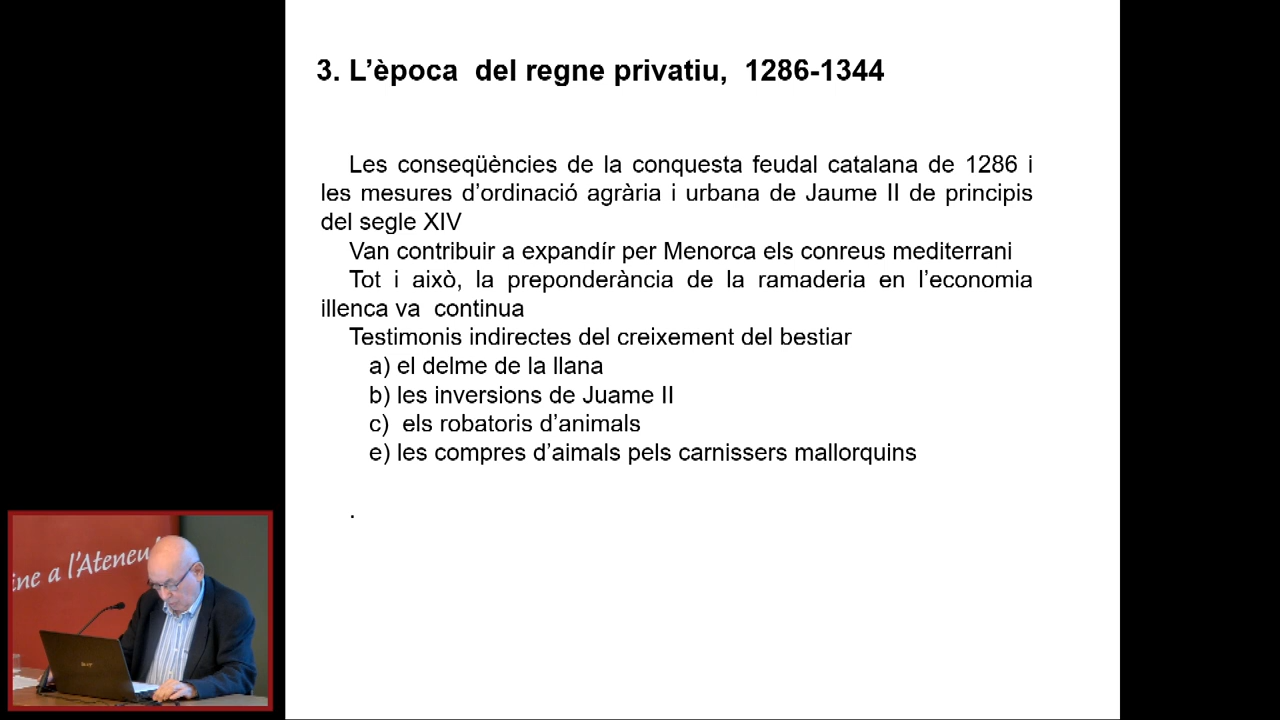 3. L’època del regne privatiu, 1286-1344
Les conseqüències de la conquesta feudal catalana de 1286 i
les mesures d’ordinació agrària i urbana de Jaume II de principis
del segle XIV
Van contribuir a expandír per Menorca els conreus mediterrani
Tot i això, la preponderància de la ramaderia en l’economia
illenca va continua
Testimonis indirectes del creixement del bestiar
a) el delme de la llana
b) les inversions de Juame II
c) els robatoris d’animals
e) les compres d’aimals pels carnissers mallorquins
.
ine a l’Ateneu